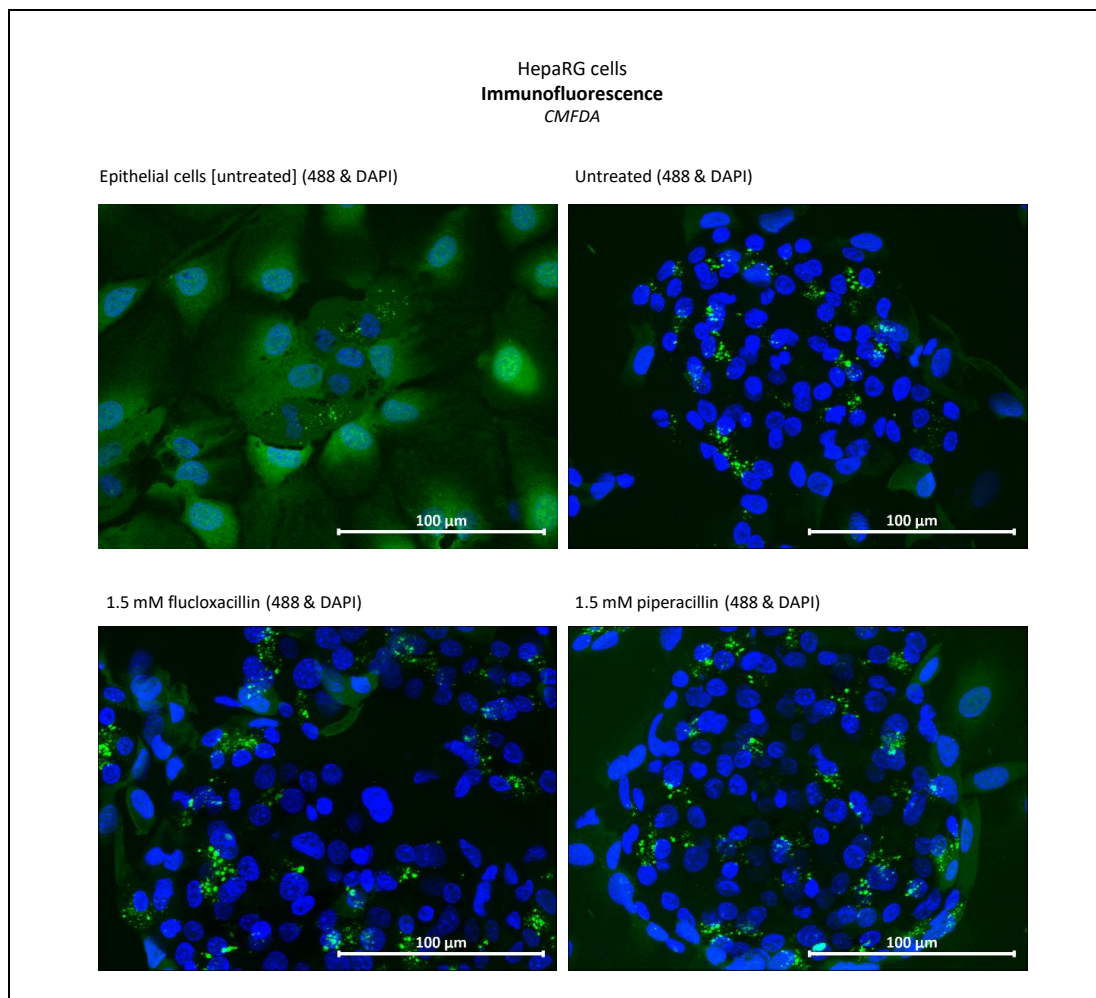 HepaRG cells
Immunofluorescence
CMFDA
Epithelial cells [untreated] (488 & DAPI)
Untreated (488 & DAPI)
100 µm
100 µm
1.5 mM flucloxacillin (488 & DAPI)
1.5 mM piperacillin (488 & DAPI)
100 µm
100 µm